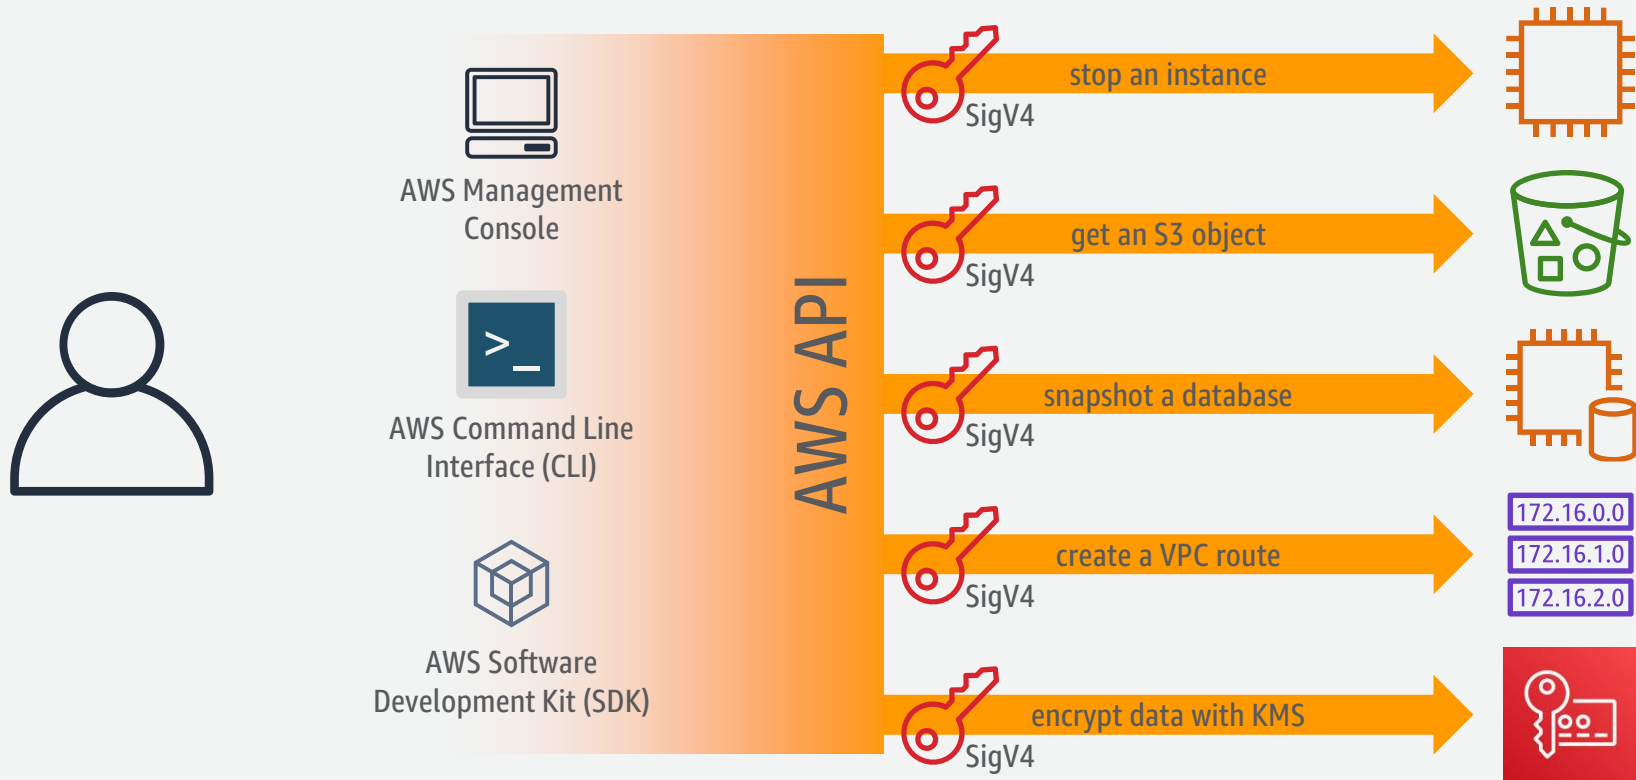 AWS Management
Console
>_
AWS Command Line
Interface (CLI)
AWS Software
Development Kit (SDK)
AWS API
stop an instance
SigV4
get an S3 object
SigV4
snapshot a database
SigV4
create a VPC route
SigV4
encrypt data with KMS
SigV4
172.16.0.0
172.16.1.0
172.16.2.0